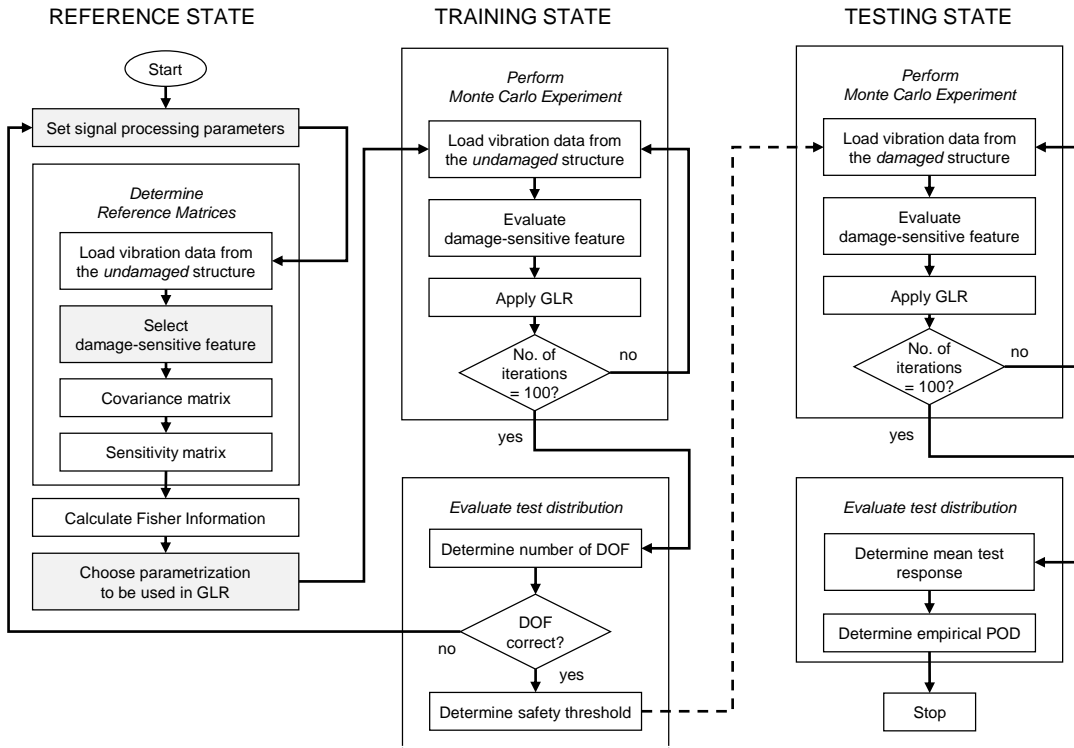 REFERENCE STATE
Start
Set signal processing parameters
Determine
Reference Matrices
Load vibration data from
the undamaged structure
Select
damage-sensitive feature
Covariance matrix
Sensitivity matrix
Calculate Fisher Information
Choose parametrization
to be used in GLR
TRAINING STATE
Perform
Monte Carlo Experiment
Load vibration data from
the undamaged structure
Evaluate
damage-sensitive feature
Apply GLR
No. of
iterations
= 100?
no
yes
Evaluate test distribution
Determine number of DOF
DOF
correct?
no
yes
Determine safety threshold
TESTING STATE
Perform
Monte Carlo Experiment
Load vibration data from
the damaged structure
Evaluate
damage-sensitive feature
Apply GLR
No. of
iterations
= 100?
no
yes
Evaluate test distribution
Determine mean test
response
Determine empirical POD
Stop